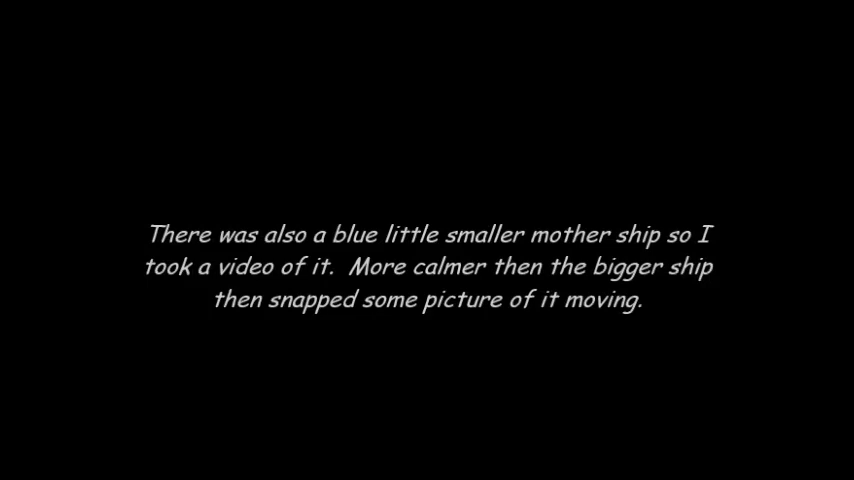 There was also a blue little smaller mother ship so I
took a video of it.  More calmer then the bigger ship
then snapped some picture of it moving.